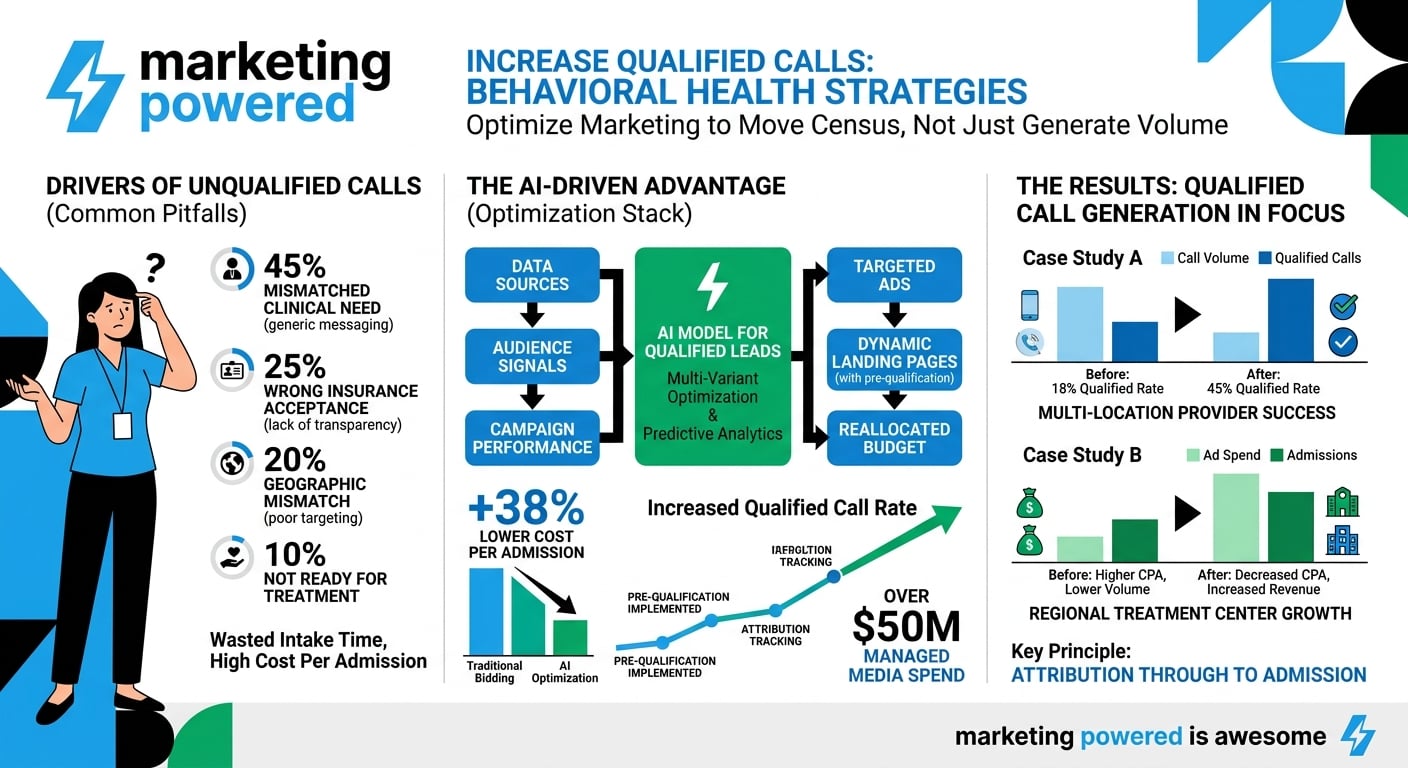 marketing
powered
INCREASE QUALIFIED CALLS:
BEHAVIORAL HEALTH STRATEGIES
Optimize Marketing to Move Census, Not Just Generate Volume
DRIVERS OF UNQUALIFIED CALLS
(Common Pitfalls)
?
45%
MISMATCHED
CLINICAL NEED
(generic messaging)
25%
WRONG INSURANCE
ACCEPTANCE
(lack of transparency)
20%
GEOGRAPHIC
MISMATCH
(poor targeting)
10%
NOT READY FOR
TREATMENT
Wasted Intake Time,
High Cost Per Admission
THE AI-DRIVEN ADVANTAGE
(Optimization Stack)
DATA
SOURCES
AUDIENCE
SIGNALS
CAMPAIGN
PERFORMANCE
AI MODEL FOR
QUALIFIED LEADS
Multi-Variant
Optimization
&
Predictive Analytics
TARGETED
ADS
DYNAMIC
LANDING PAGES
(with pre-qualification)
REALLOCATED
BUDGET
+38%
LOWER COST
PER ADMISSION
Traditional
Bidding
AI
Optimization
Increased Qualified Call Rate
PRE-QUALIFICATION
IMPLEMENTED
PRE-QUALIFICATION
IMPLEMENTED
ATTRIBUTION
TRACKING
TRACKING
OVER
$50M
MANAGED
MEDIA SPEND
THE RESULTS: QUALIFIED
CALL GENERATION IN FOCUS
Case Study A
Call Volume
Qualified Calls
Before:
18% Qualified Rate
After:
45% Qualified Rate
MULTI-LOCATION PROVIDER SUCCESS
Case Study B
Ad Spend
Admissions
$
$
Before: Higher CPA,
Lower Volume
After: Decreased CPA,
Increased Revenue
REGIONAL TREATMENT CENTER GROWTH
Key Principle:
ATTRIBUTION THROUGH TO ADMISSION
marketing powered is awesome